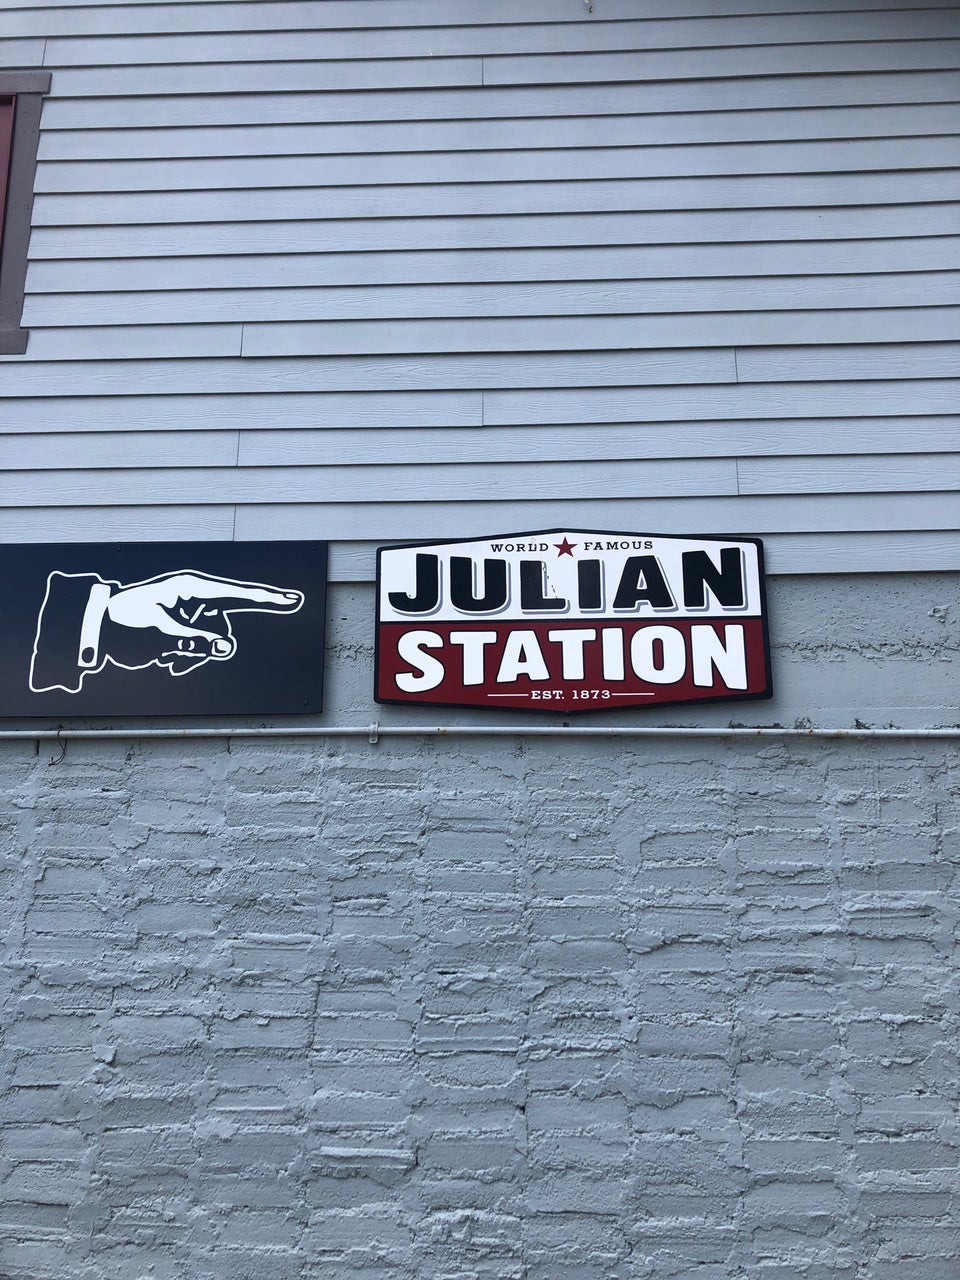 WORLD ★ FAMOUS
JULIAN
STATION
EST. 1873